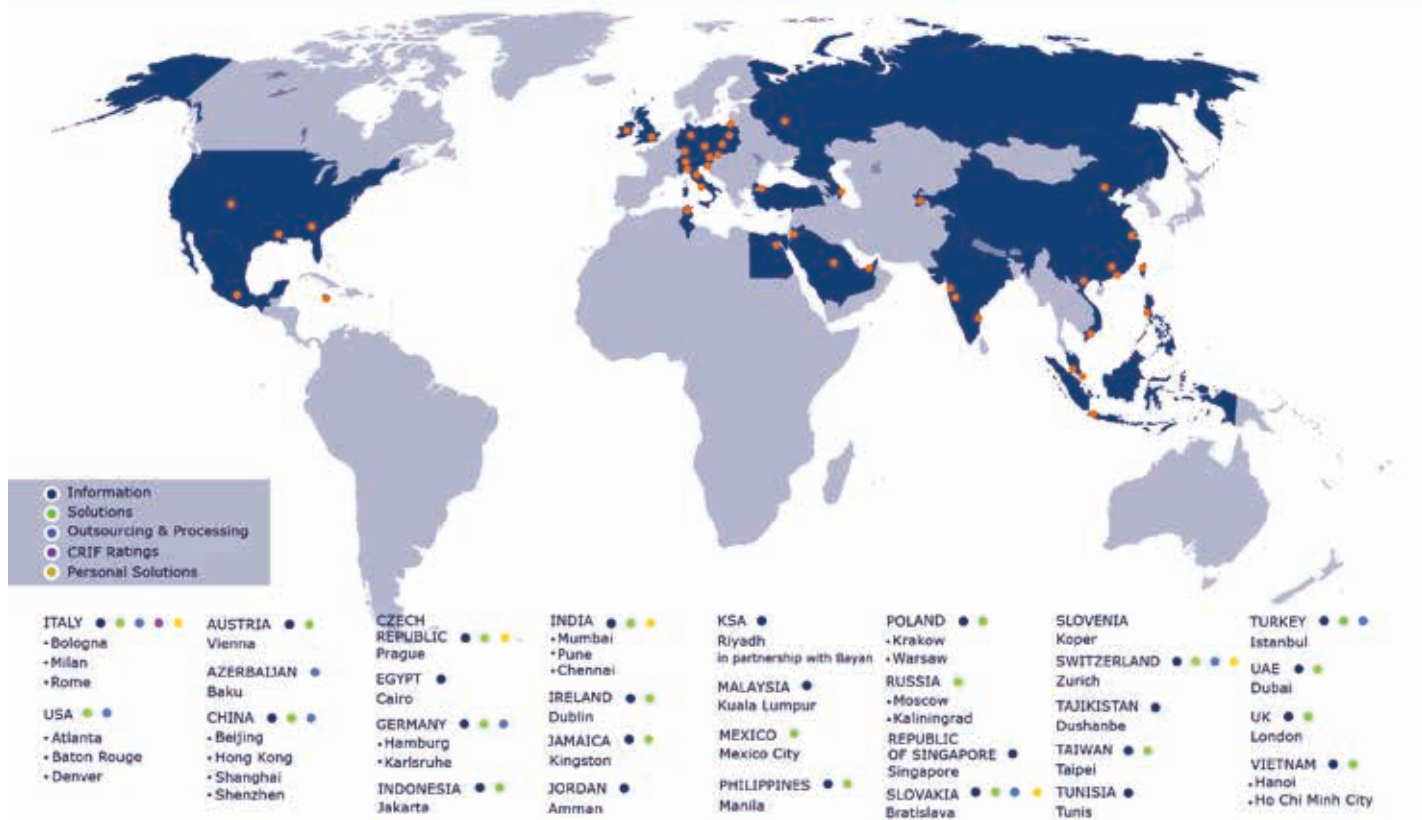 Information
Solutions
Outsourcing & Processing
CRIF Ratings
Personal Solutions
ITALY
• Bologna
• Milan
• Rome
USA
• Atlanta
• Baton Rouge
• Denver
AUSTRIA
Vienna
AZERBAIJAN
Baku
CHINA
• Beijing
• Hong Kong
• Shanghai
• Shenzhen
CZECH
REPUBLIC
Prague
EGYPT
Cairo
GERMANY
• Hamburg
• Karlsruhe
INDONESIA
Jakarta
INDIA
• Mumbai
• Pune
• Chennai
IRELAND
Dublin
JAMAICA
Kingston
JORDAN
Amman
KSA
Riyadh
in partnership with Bayan
MALAYSIA
Kuala Lumpur
MEXICO
Mexico City
PHILIPPINES
Manila
POLAND
• Krakow
• Warsaw
RUSSIA
• Moscow
• Kaliningrad
REPUBLIC
OF SINGAPORE
Singapore
SLOVAKIA
Bratislava
SLOVENIA
Koper
SWITZERLAND
Zurich
TAJIKISTAN
Dushanbe
TAIWAN
Taipei
TUNISIA
Tunis
TURKEY
Istanbul
UAE
Dubai
UK
London
VIETNAM
• Hanoi
• Ho Chi Minh City